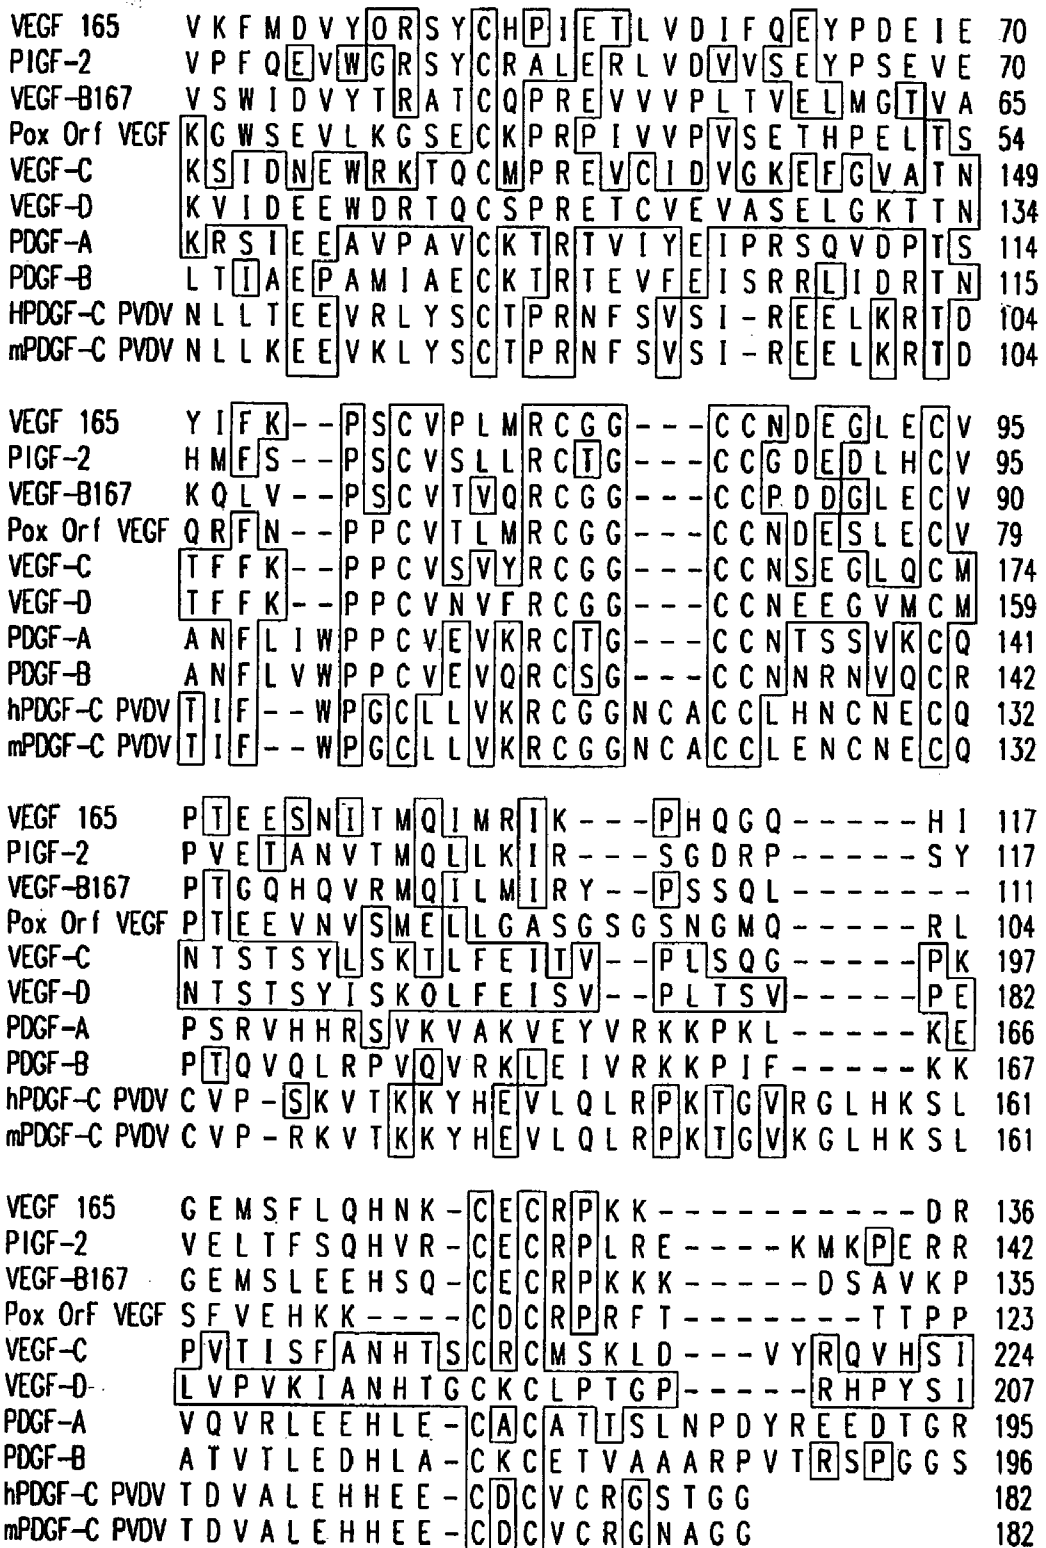 VEGF 165 V K F M D V Y O R S Y C H P I E T L V D I F Q E Y P D E I E 70
PIGF-2 V P F Q E V W G R S Y C R A L E R L V D V V S E Y P S E V E 70
VEGF-B167 V S W I D V Y T R A T C Q P R E V V V P L T V E L M G T V A 65
Pox Orf VEGF K G W S E V L K G S E C K P R P I V V P V S E T H P E L T S 54
VEGF-C K S I D N E W R K T Q C M P R E V C I D V G K E F G V A T N 149
VEGF-D K V I D E E W D R T Q C S P R E T C V E V A S E L G K T T N 134
PDGF-A K R S I E E A V P A V C K T R T V I Y E I P R S Q V D P T S 114
PDGF-B L T I A E P A M I A E C K T R T E V F E I S R R L I D R T N 115
HPDGF-C PVDV N L L T E E V R L Y S C T P R N F S V S I - R E E L K R T D 104
mPDGF-C PVDV N L L K E E V K L Y S C T P R N F S V S I - R E E L K R T D 104
VEGF 165 Y I F K - - P S C V P L M R C G G - - - C C N D E G L E C V 95
PIGF-2 H M F S - - P S C V S L L R C T G - - - C C G D E D L H C V 95
VEGF-B167 K Q L V - - P S C V T V Q R C G G - - - C C P D D G L E C V 90
Pox Orf VEGF Q R F N - - P P C V T L M R C G G - - - C C N D E S L E C V 79
VEGF-C T F F K - - P P C V S V Y R C G G - - - C C N S E G L Q C M 174
VEGF-D T F F K - - P P C V N V F R C G G - - - C C N E E G V M C M 159
PDGF-A A N F L I W P P C V E V K R C T G - - - C C N T S S V K C Q 141
PDGF-B A N F L V W P P C V E V Q R C S G - - - C C N N R N V Q C R 142
hPDGF-C PVDV T I F - - W P G C L L V K R C G G N C A C C L H N C N E C Q 132
mPDGF-C PVDV T I F - - W P G C L L V K R C G G N C A C C L E N C N E C Q 132
VEGF 165 P T E E S N I T M Q I M R I K - - - P H Q G Q - - - - - H I 117
PIGF-2 P V E T A N V T M Q L L K I R - - - S G D R P - - - - - S Y 117
VEGF-B167 P T G Q H Q V R M Q I L M I R Y - - P S S Q L - - - - - - - 111
Pox Orf VEGF P T E E V N V S M E L L G A S G S G S N G M Q - - - - - R L 104
VEGF-C N T S T S Y L S K T L F E I T V - - P L S Q G - - - - - P K 197
VEGF-D N T S T S Y I S K O L F E I S V - - P L T S V - - - - - P E 182
PDGF-A P S R V H H R S V K V A K V E Y V R K K P K L - - - - - K E 166
PDGF-B P T Q V Q L R P V Q V R K L E I V R K K P I F - - - - - K K 167
hPDGF-C PVDV C V P - S K V T K K Y H E V L Q L R P K T G V R G L H K S L 161
mPDGF-C PVDV C V P - R K V T K K Y H E V L Q L R P K T G V K G L H K S L 161
VEGF 165 G E M S F L Q H N K - C E C R P K K - - - - - - - - - - D R 136
PIGF-2 V E L T F S Q H V R - C E C R P L R E - - - - K M K P E R R 142
VEGF-B167 G E M S L E E H S Q - C E C R P K K K - - - - - D S A V K P 135
Pox Orf VEGF S F V E H K K - - - - C D C R P R F T - - - - - - - T T P P 123
VEGF-C P V T I S F A N H T S C R C M S K L D - - - V Y R Q V H S I 224
VEGF-D L V P V K I A N H T G C K C L P T G P - - - - - R H P Y S I 207
PDGF-A V Q V R L E E H L E - C A C A T T S L N P D Y R E E D T G R 195
PDGF-B A T V T L E D H L A - C K C E T V A A A R P V T R S P G G S 196
hPDGF-C PVDV T D V A L E H H E E - C D C V C R G S T G G 182
mPDGF-C PVDV T D V A L E H H E E - C D C V C R G N A G G 182